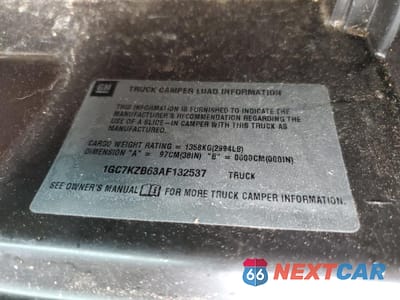 GM
TRUCK CAMPER LOAD INFORMATION
THIS INFORMATION IS FURNISHED TO INDICATE THE
MANUFACTURER'S RECOMMENDATION REGARDING THE
USE OF A SLICE-IN CAMPER WITH THIS TRUCK AS
MANUFACTURED.
CARGO WEIGHT RATING = 1358KG(2994LB)
DIMENSION "A" = 97CM(38IN) "B" = 0000CM(000IN)
1GC7KZB63AF132537 TRUCK
SEE OWNER'S MANUAL FOR MORE TRUCK CAMPER INFORMATION.
66 NEXTCAR